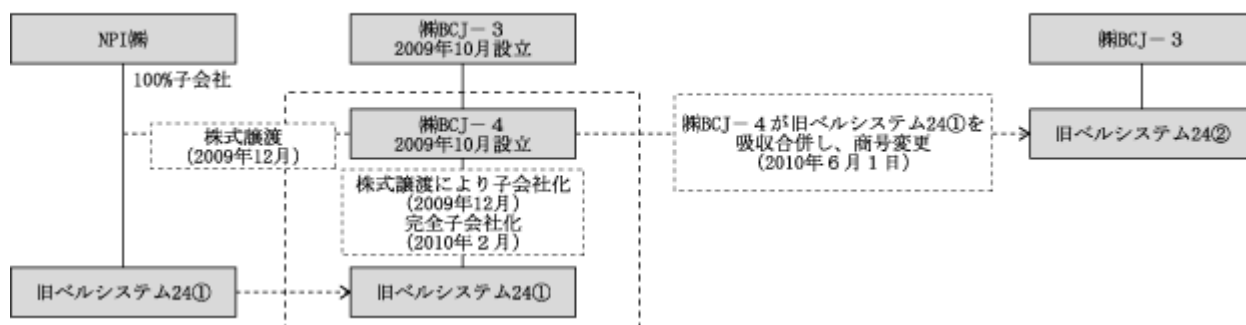 NPI㈱
100%子会社
株式譲渡
(2009年12月)
旧ベルシステム24①
㈱BCJ-3
2009年10月設立
㈱BCJ-4
2009年10月設立
株式譲渡により子会社化
(2009年12月)
完全子会社化
(2010年2月)
旧ベルシステム24①
㈱BCJ-4が旧ベルシステム24①を
吸収合併し、商号変更
(2010年6月1日)
㈱BCJ-3
旧ベルシステム24②